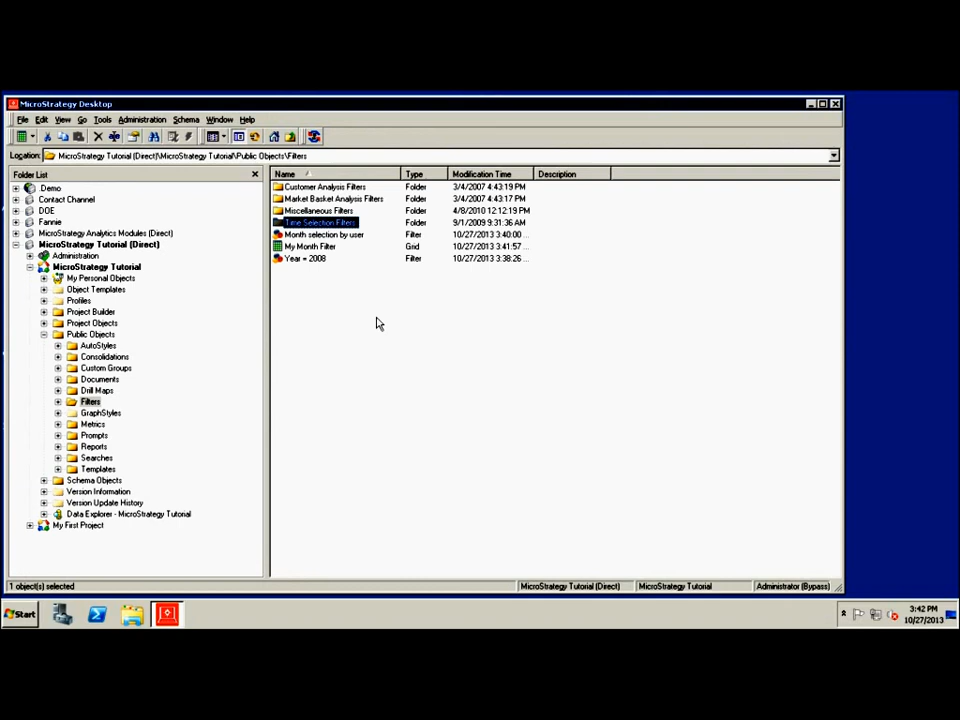 MicroStrategy Desktop
File Edit View Go Tools Administration Schema Window Help
Location: MicroStrategy Tutorial (Direct)\MicroStrategy Tutorial\Public Objects\Filters
Folder List
Demo
Contact Channel
DOE
Fannie
MicroStrategy Analytics Modules (Direct)
MicroStrategy Tutorial (Direct)
Administration
MicroStrategy Tutorial
My Personal Objects
Object Templates
Profiles
Project Builder
Project Objects
Public Objects
AutoStyles
Consolidations
Custom Groups
Documents
Drill Maps
Filters
GraphStyles
Metrics
Prompts
Reports
Searches
Templates
Schema Objects
Version Information
Version Update History
Data Explorer - MicroStrategy Tutorial
My First Project
Name Type Modification Time Description
Customer Analysis Filters Folder 3/4/2007 4:43:19 PM
Market Basket Analysis Filters Folder 3/4/2007 4:43:17 PM
Miscellaneous Filters Folder 4/8/2010 12:12:19 PM
Time Selection Filters Folder 9/1/2009 9:31:36 AM
Month selection by user Filter 10/27/2013 3:40:00 ...
My Month Filter Grid 10/27/2013 3:41:57 ...
Year = 2008 Filter 10/27/2013 3:38:26 ...
1 object(s) selected MicroStrategy Tutorial (Direct) MicroStrategy Tutorial Administrator (Bypass)
Start
3:42 PM
10/27/2013